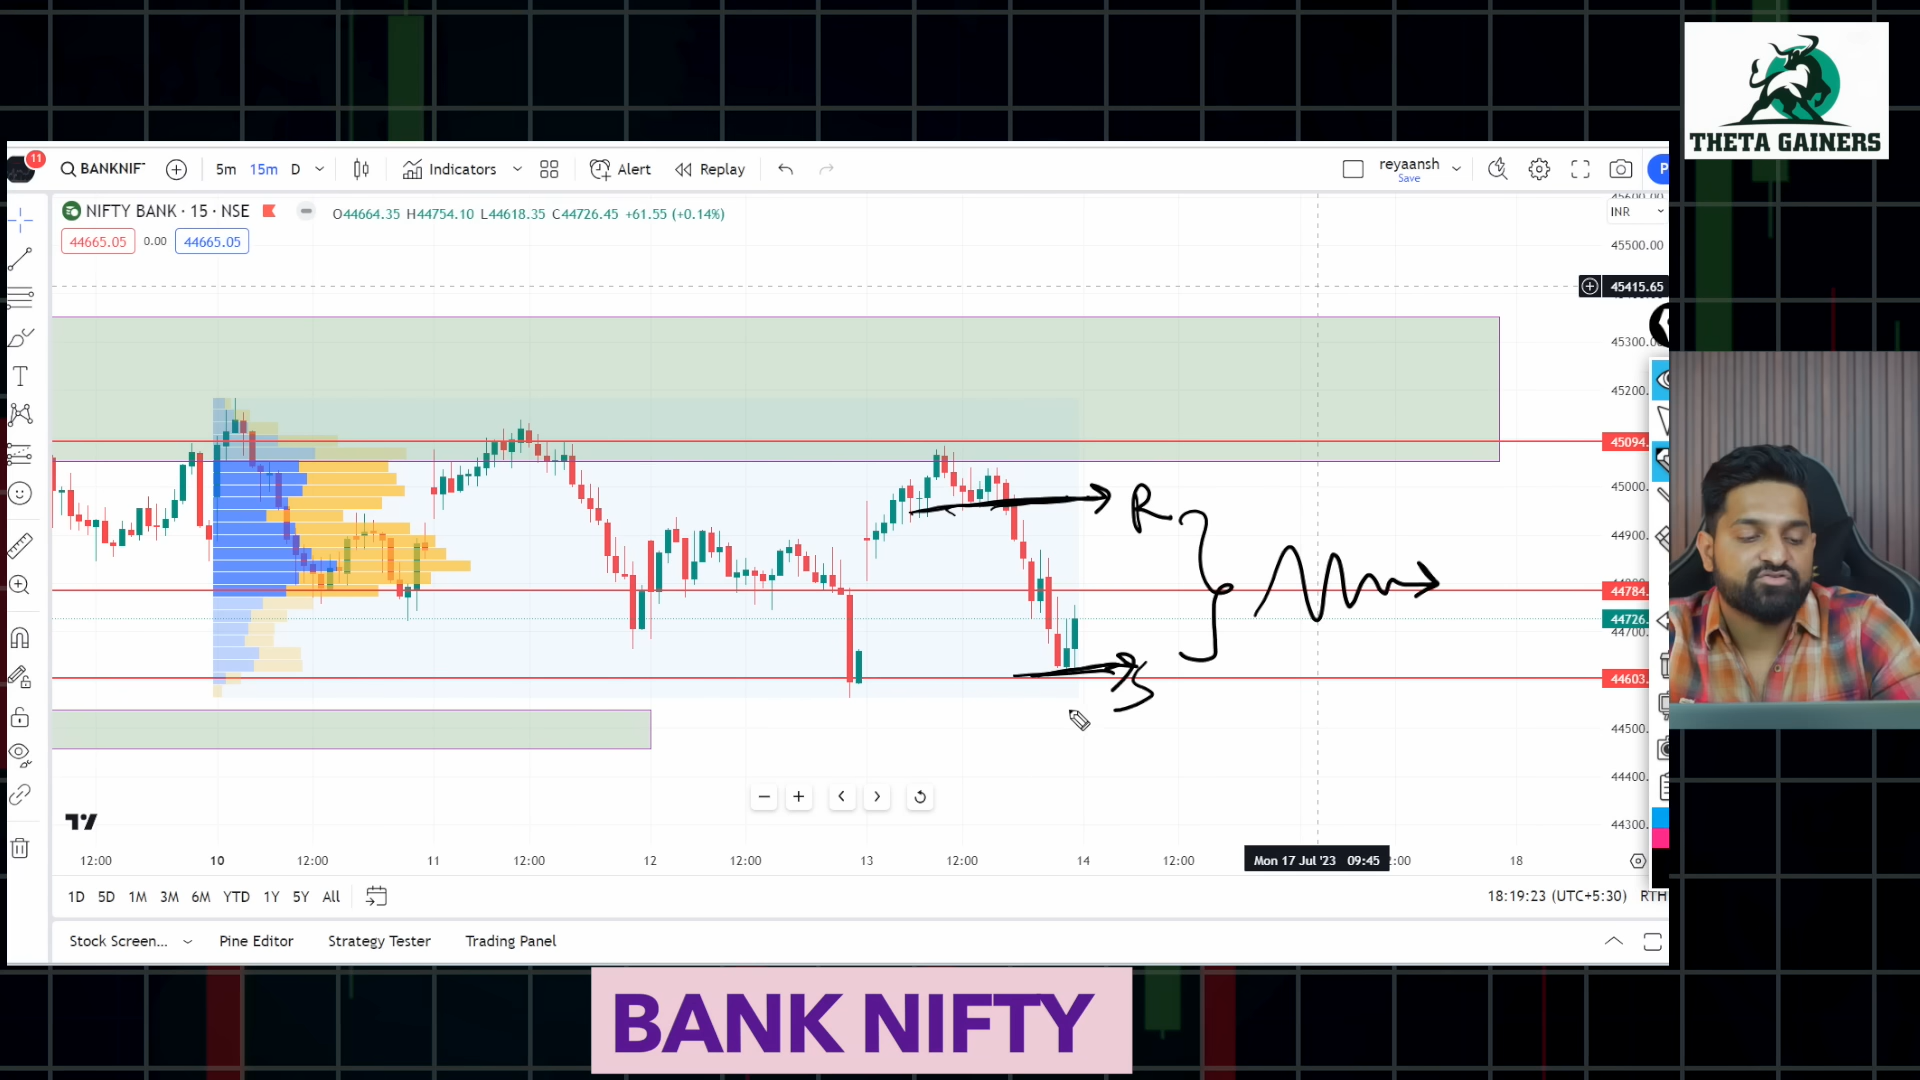 THETA GAINERS
11
BANKNIF
5m 15m D
Indicators
Alert
Replay
reyaansh
Save
P
NIFTY BANK · 15 · NSE
O44664.35 H44754.10 L44618.35 C44726.45 +61.55 (+0.14%)
INR
44665.05 0.00 44665.05
45500.00
45415.65
45300.0
45200.
45094.
45000.
R
44900.
44784.
44726.
44700.
S
44603.
44500.
44400.
44300.
12:00 10 12:00 11 12:00 12 12:00 13 12:00 14 12:00 Mon 17 Jul '23 09:45 2:00 18
1D 5D 1M 3M 6M YTD 1Y 5Y All
18:19:23 (UTC+5:30) RTH
Stock Screen... Pine Editor Strategy Tester Trading Panel
BANK NIFTY